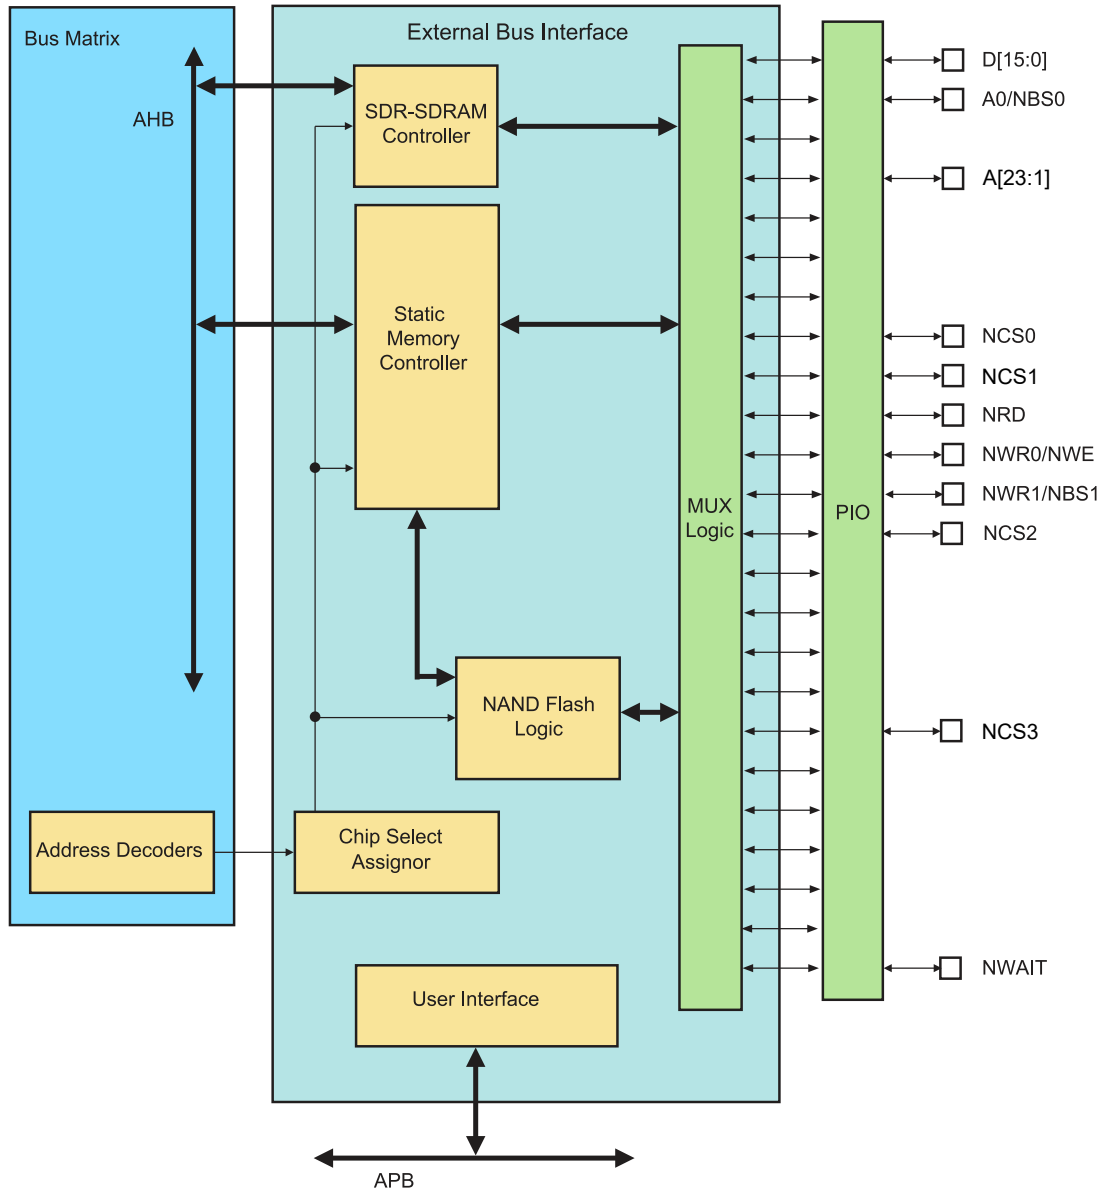 Bus Matrix
External Bus Interface
AHB
SDR-SDRAM
Controller
Static
Memory
Controller
NAND Flash
Logic
Address Decoders
Chip Select
Assignor
User Interface
APB
MUX
Logic
PIO
D[15:0]
A0/NBS0
A[23:1]
NCS0
NCS1
NRD
NWR0/NWE
NWR1/NBS1
NCS2
NCS3
NWAIT